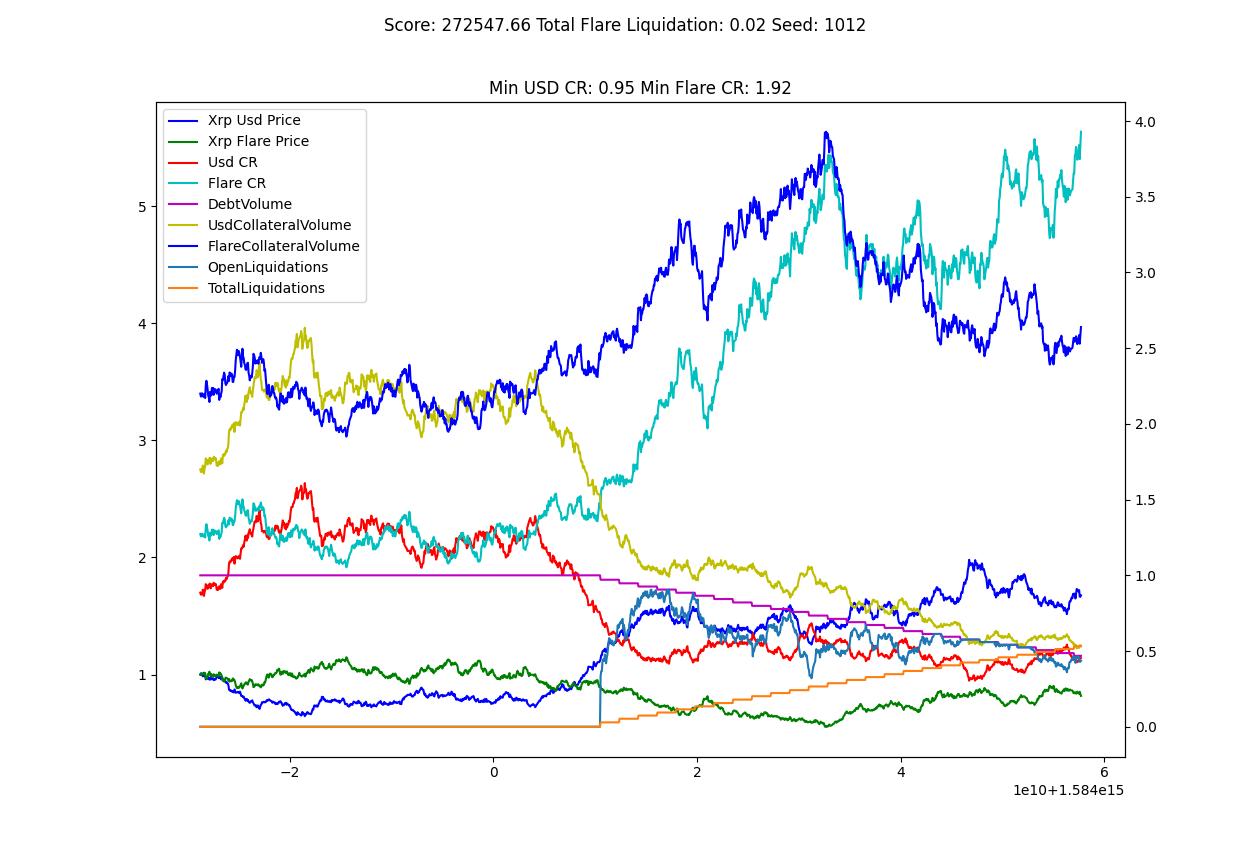 Score: 272547.66 Total Flare Liquidation: 0.02 Seed: 1012
Min USD CR: 0.95 Min Flare CR: 1.92
Xrp Usd Price
Xrp Flare Price
Usd CR
Flare CR
DebtVolume
UsdCollateralVolume
FlareCollateralVolume
OpenLiquidations
TotalLiquidations
5
4
3
2
1
4.0
3.5
3.0
2.5
2.0
1.5
1.0
0.5
0.0
−2
0
2
4
6
1e10+1.584e15